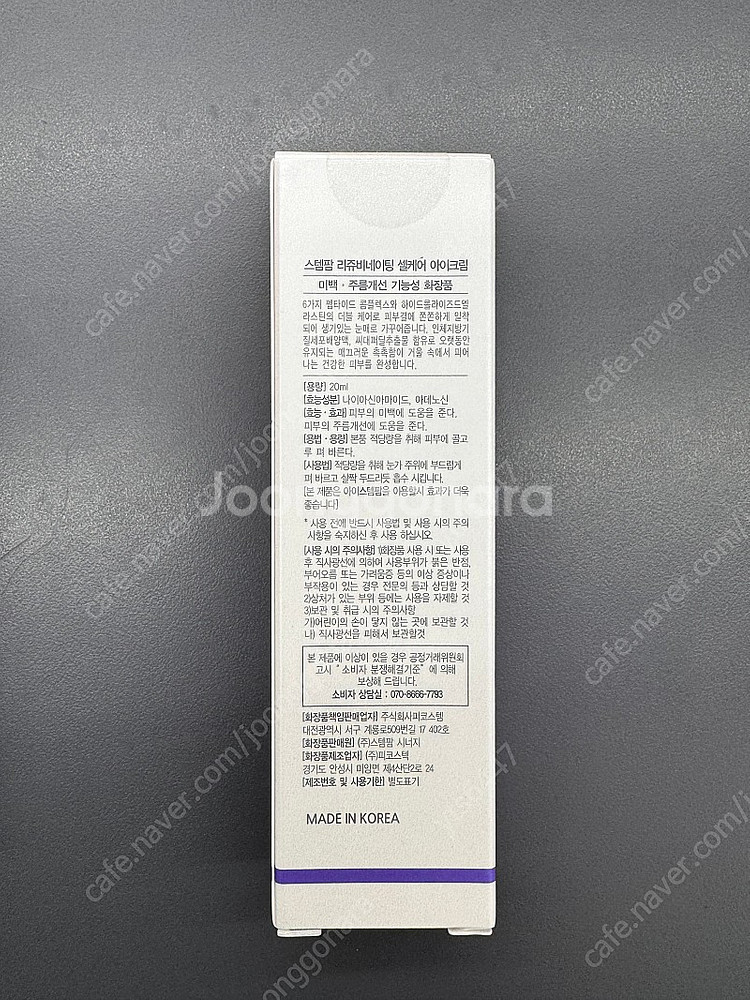 스템팜 리쥬비네이팅 셀케어 아이크림
미백 · 주름개선 기능성 화장품
6가지 펩타이드 콤플렉스와 하이드롤라이즈드엘
라스틴의 더블 케어로 피부결에 쫀쫀하게 밀착
되어 생기있는 눈매로 가꾸어줍니다. 인체지방기
질세포배양액, 씨대퍼딜추출물 함유로 오랫동안
유지되는 매끄러운 촉촉함이 거울 속에서 피어
나는 건강한 피부를 완성합니다.
[용량] 20ml
[효능성분] 나이아신아마이드, 아데노신
[효능 · 효과] 피부의 미백에 도움을 준다.
피부의 주름개선에 도움을 준다.
[용법 · 용량] 본품 적당량을 취해 피부에 골고
루 펴 바른다.
[사용법] 적당량을 취해 눈가 주위에 부드럽게
펴 바르고 살짝 두드리듯 흡수 시킵니다.
[본 제품은 아이스템팜을 이용할시 효과가 더욱
좋습니다]
* 사용 전에 반드시 사용법 및 사용 시의 주의
사항을 숙지하신 후 사용 하십시오.
[사용 시의 주의사항] 1)화장품 사용 시 또는 사용
후 직사광선에 의하여 사용부위가 붉은 반점,
부어오름 또는 가려움증 등의 이상 증상이나
부작용이 있는 경우 전문의 등과 상담할 것
2)상처가 있는 부위 등에는 사용을 자제할 것
3)보관 및 취급 시의 주의사항
가)어린이의 손이 닿지 않는 곳에 보관할 것
나) 직사광선을 피해서 보관할것
본 제품에 이상이 있을 경우 공정거래위원회
고시 " 소비자 분쟁해결기준" 에 의해
보상해 드립니다.
소비자 상담실 : 070-8666-7793
[화장품책임판매업자] 주식회사피코스템
대전광역시 서구 계룡로509번길 17 402호
[화장품판매원] (주)스템팜 시너지
[화장품제조업자] (주)피코스텍
경기도 안성시 미양면 제4산단2로 24
[제조번호 및 사용기한] 별도표기
MADE IN KOREA
Joonggonara
cafe.naver.com/joonggonara